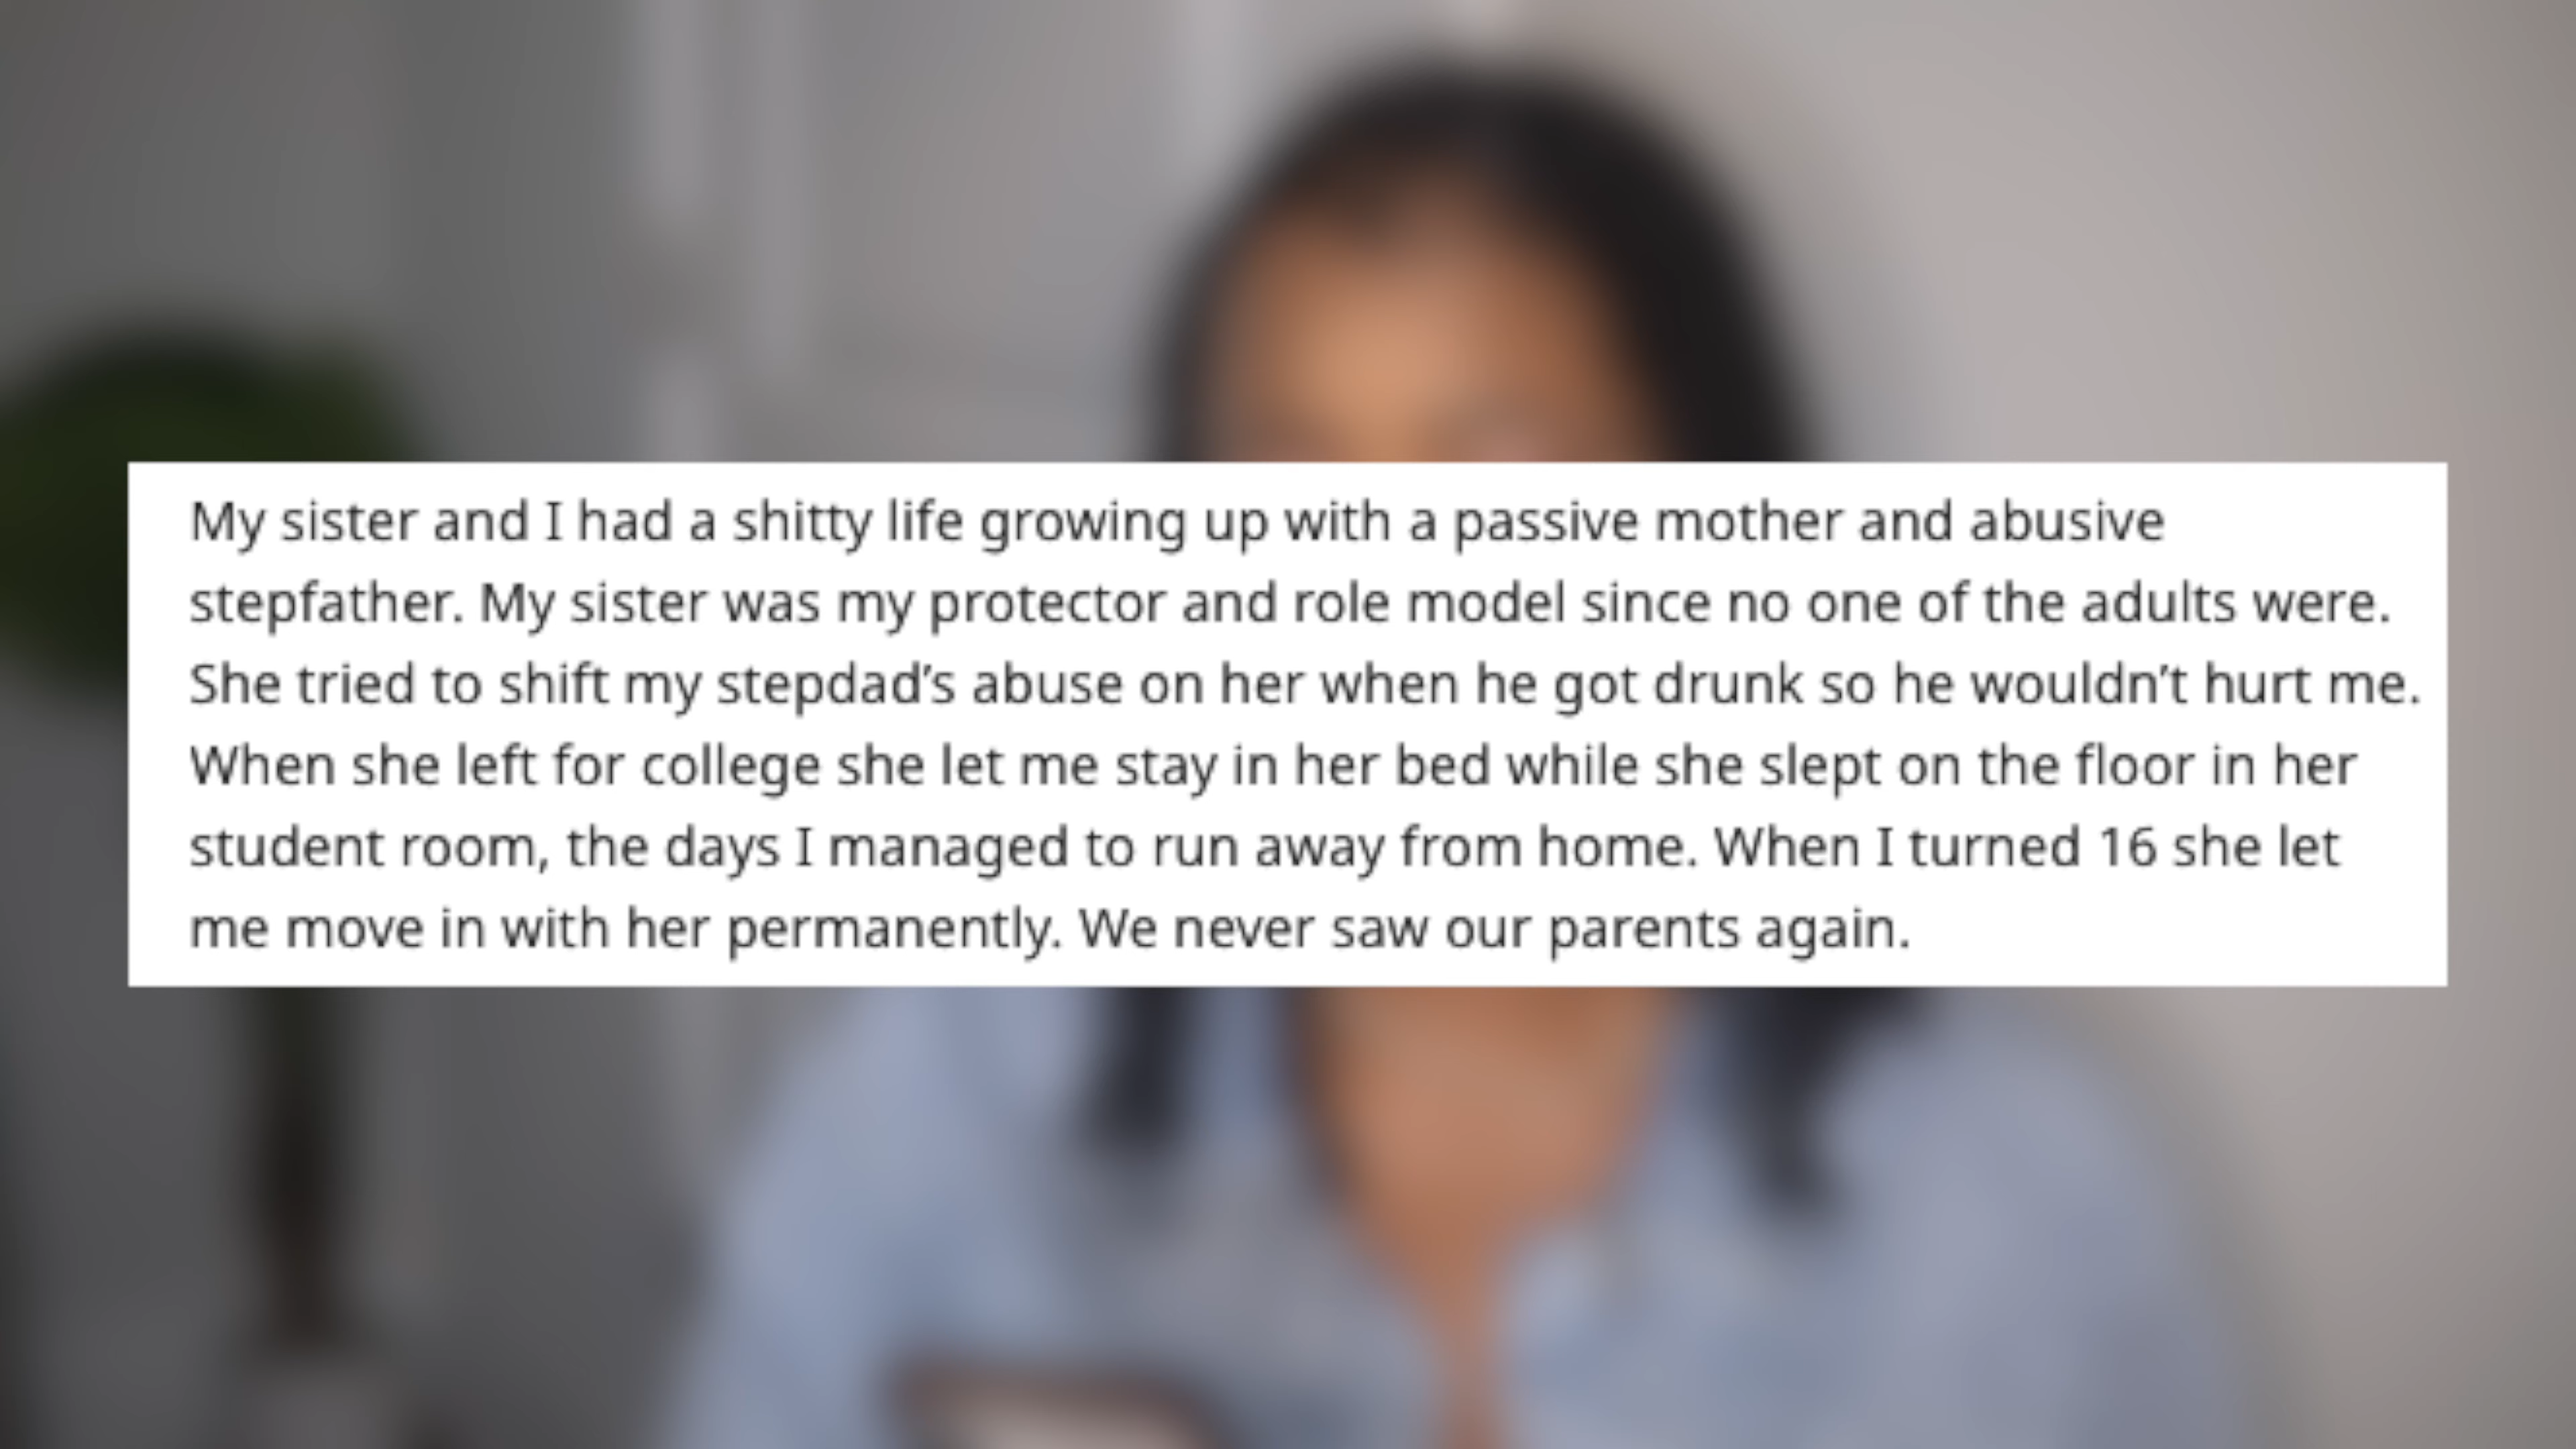 My sister and I had a shitty life growing up with a passive mother and abusive
stepfather. My sister was my protector and role model since no one of the adults were.
She tried to shift my stepdad’s abuse on her when he got drunk so he wouldn’t hurt me.
When she left for college she let me stay in her bed while she slept on the floor in her
student room, the days I managed to run away from home. When I turned 16 she let
me move in with her permanently. We never saw our parents again.